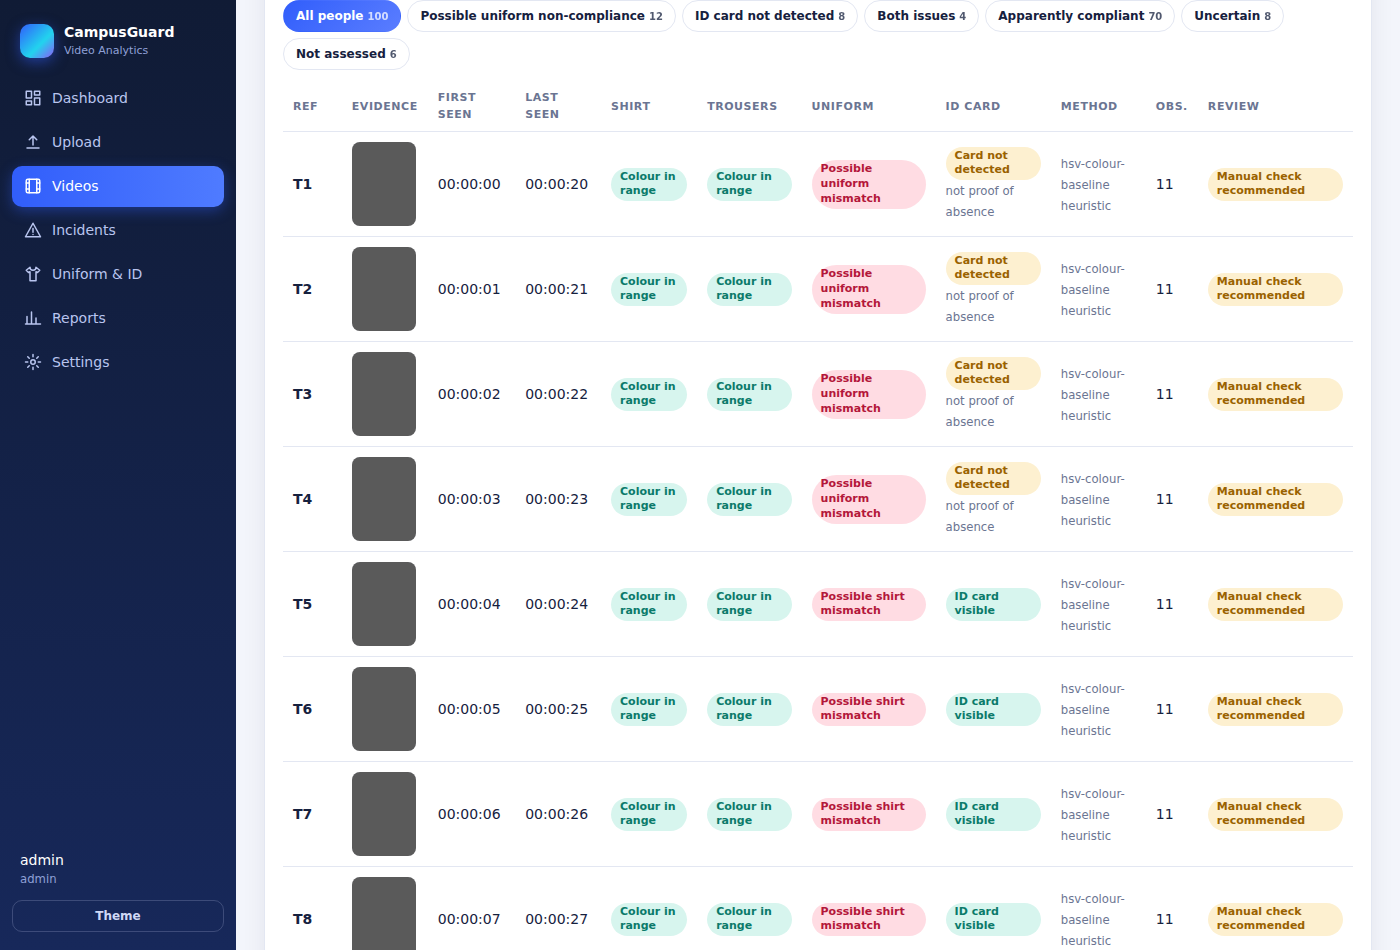 CampusGuard
Video Analytics
Dashboard
Upload
Videos
Incidents
Uniform & ID
Reports
Settings
admin
admin
Theme
All people 100
Possible uniform non-compliance 12
ID card not detected 8
Both issues 4
Apparently compliant 70
Uncertain 8
Not assessed 6
REF EVIDENCE FIRST SEEN LAST SEEN SHIRT TROUSERS UNIFORM ID CARD METHOD OBS. REVIEW
T1 00:00:00 00:00:20 Colour in range Colour in range Possible uniform mismatch Card not detected not proof of absence hsv-colour-baseline heuristic 11 Manual check recommended
T2 00:00:01 00:00:21 Colour in range Colour in range Possible uniform mismatch Card not detected not proof of absence hsv-colour-baseline heuristic 11 Manual check recommended
T3 00:00:02 00:00:22 Colour in range Colour in range Possible uniform mismatch Card not detected not proof of absence hsv-colour-baseline heuristic 11 Manual check recommended
T4 00:00:03 00:00:23 Colour in range Colour in range Possible uniform mismatch Card not detected not proof of absence hsv-colour-baseline heuristic 11 Manual check recommended
T5 00:00:04 00:00:24 Colour in range Colour in range Possible shirt mismatch ID card visible hsv-colour-baseline heuristic 11 Manual check recommended
T6 00:00:05 00:00:25 Colour in range Colour in range Possible shirt mismatch ID card visible hsv-colour-baseline heuristic 11 Manual check recommended
T7 00:00:06 00:00:26 Colour in range Colour in range Possible shirt mismatch ID card visible hsv-colour-baseline heuristic 11 Manual check recommended
T8 00:00:07 00:00:27 Colour in range Colour in range Possible shirt mismatch ID card visible hsv-colour-baseline heuristic 11 Manual check recommended